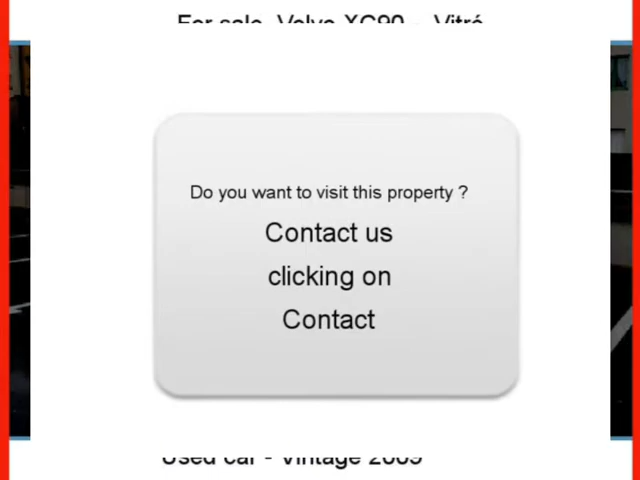 For sale Volvo XC90 - Vitré
Do you want to visit this property ?
Contact us
clicking on
Contact
Used car - Vintage 2009